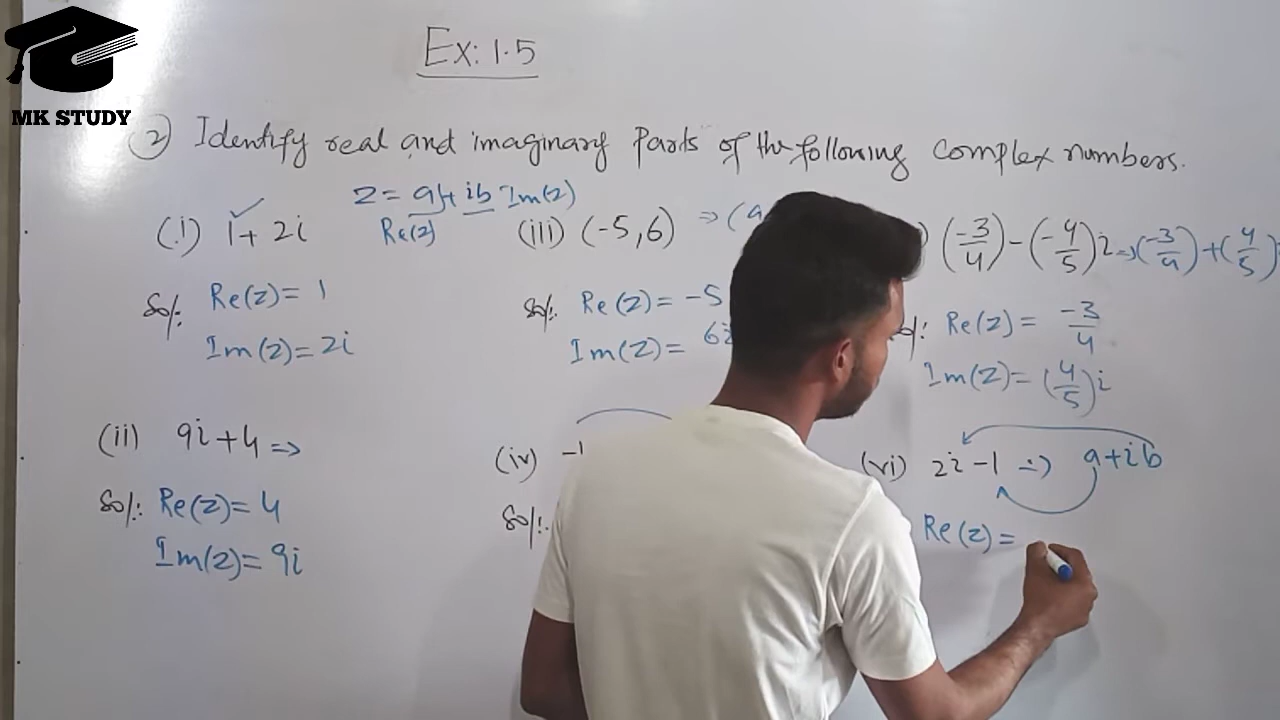 MK STUDY
Ex: 1.5
(2) Identify real and imaginary Parts of the following complex numbers.
z = a + ib Im(z)
Re(z)
(i) 1 + 2i
Sol: Re(z) = 1
Im(z) = 2i
(iii) (-5, 6) ⇒ (a
Sol: Re(z) = -5
Im(z) = 6i
) (-3/4) - (-4/5)i ⇒ (-3/4) + (4/5)
: Re(z) = -3/4
Im(z) = (4/5)i
(ii) 9i + 4 ⇒
Sol: Re(z) = 4
Im(z) = 9i
(iv) -1
Sol:
(vi) 2i - 1 ⇒ a + ib
Re(z) =